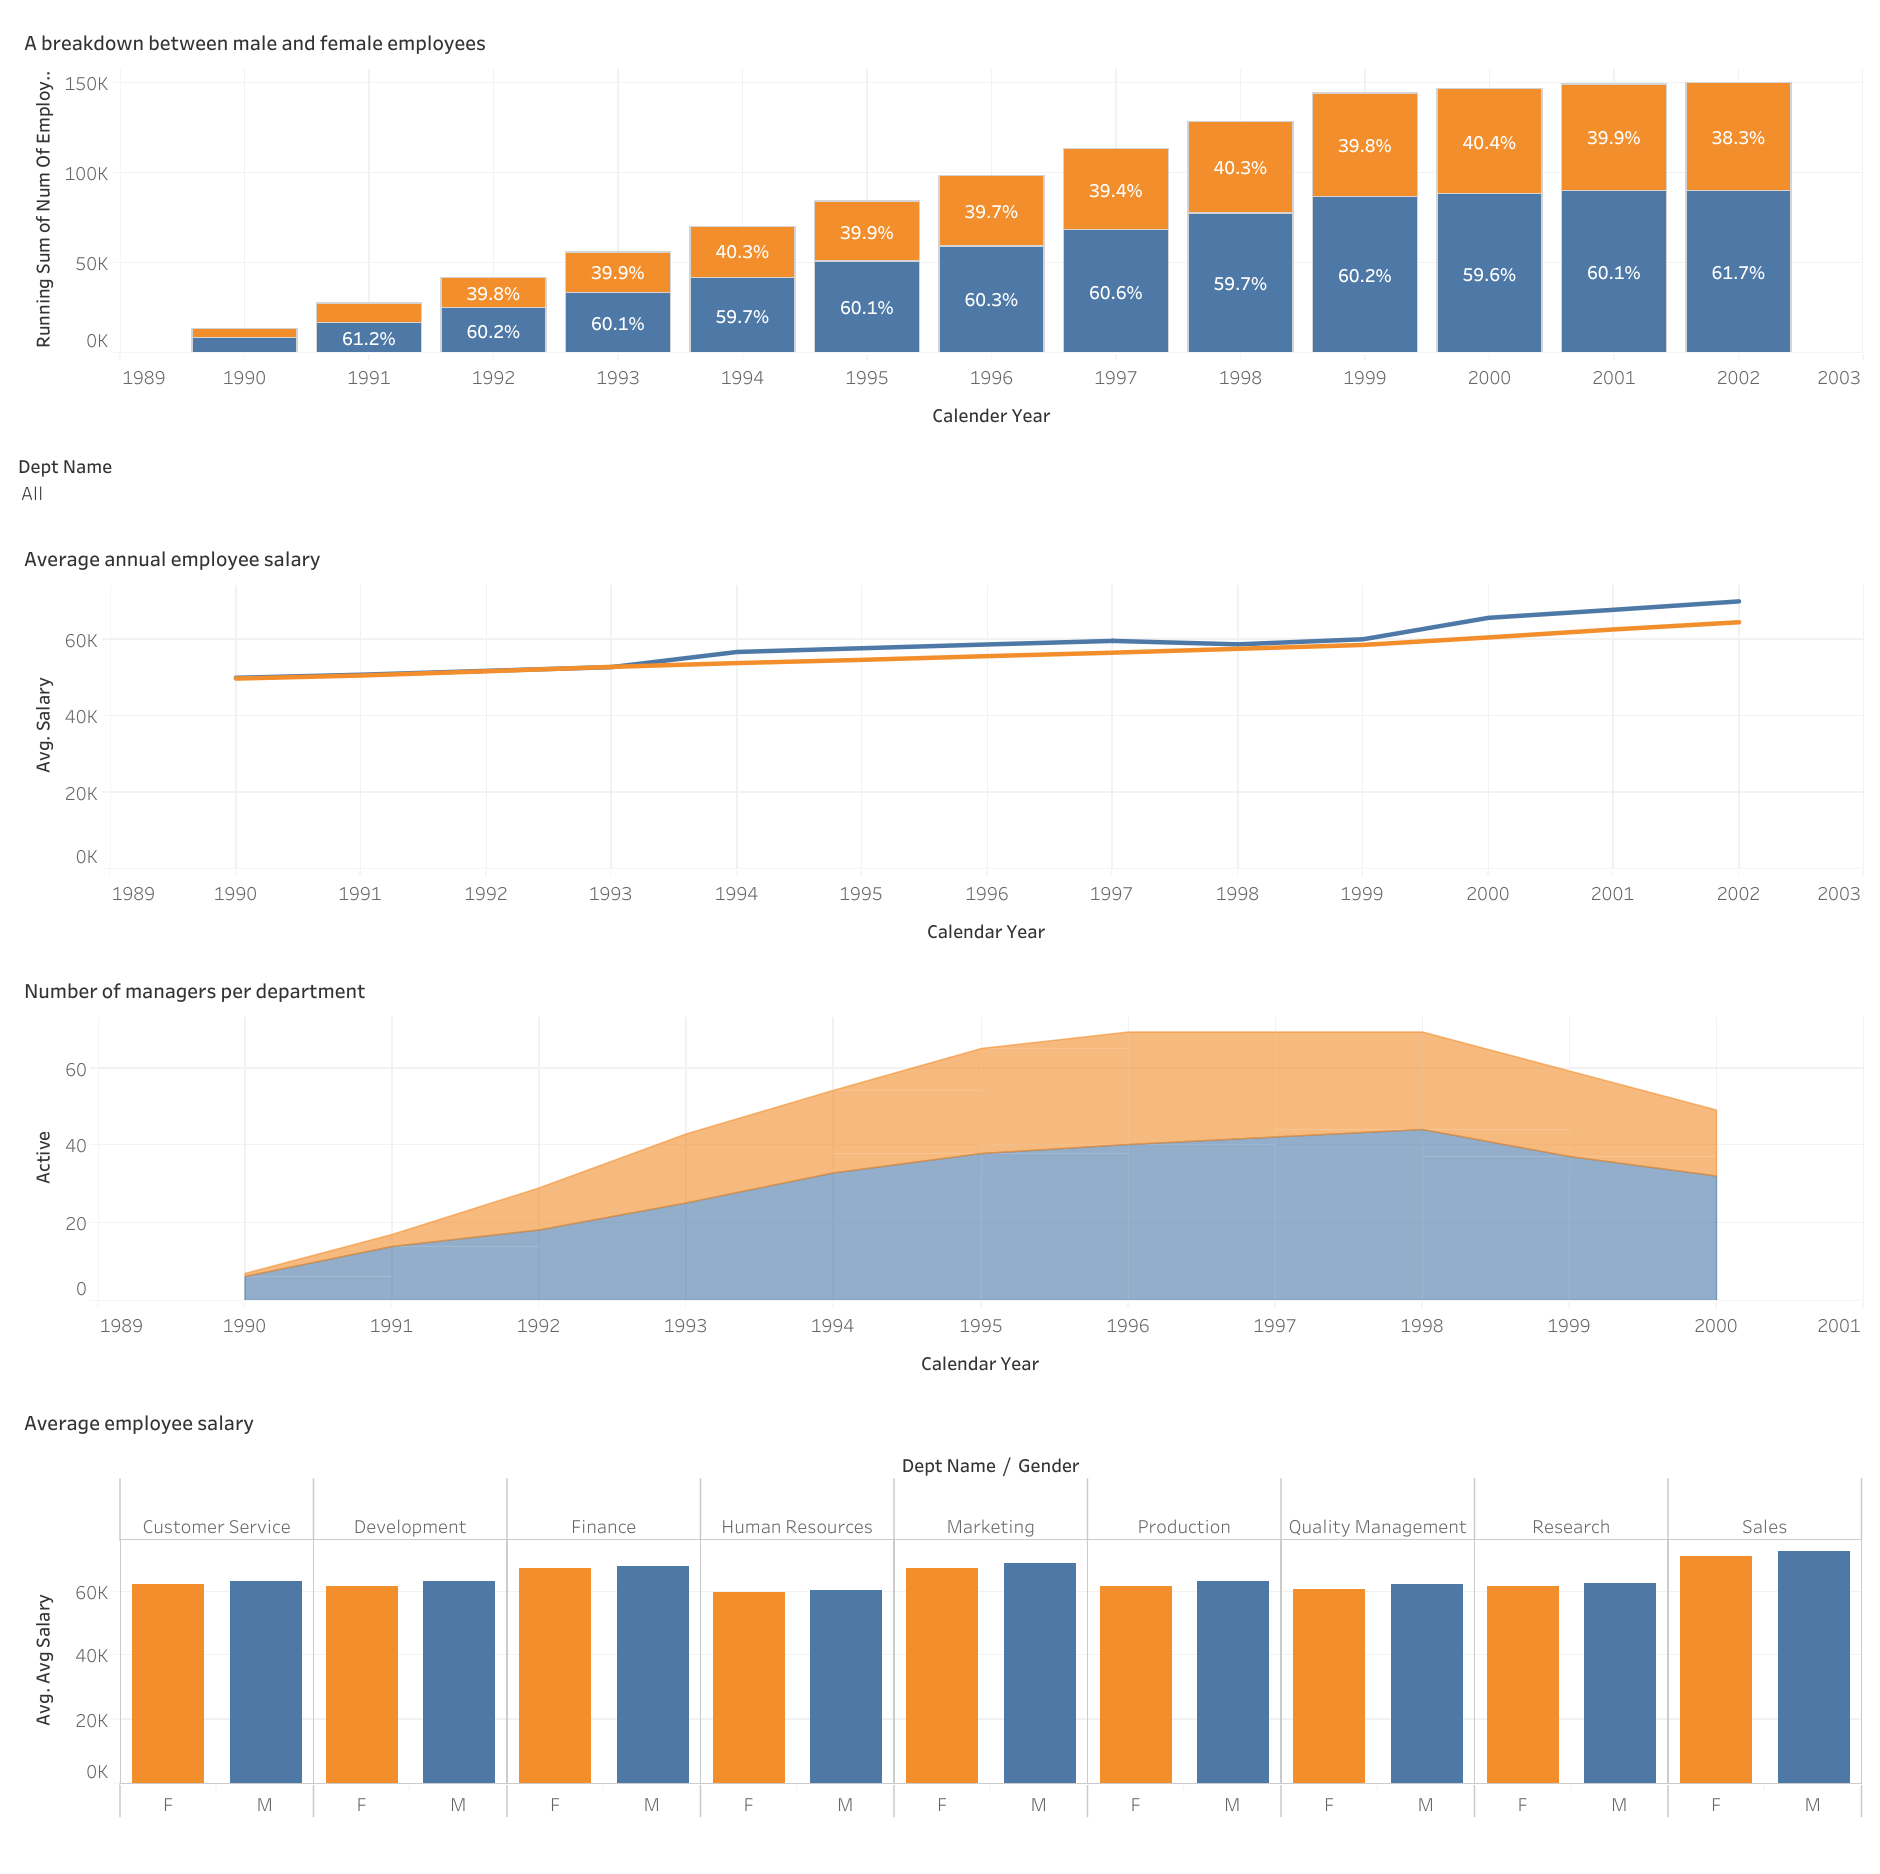 A breakdown between male and female employees
Running Sum of Num Of Employ..
150K
100K
50K
0K
39.8%
39.9%
40.3%
39.9%
39.7%
39.4%
40.3%
39.8%
40.4%
39.9%
38.3%
61.2%
60.2%
60.1%
59.7%
60.1%
60.3%
60.6%
59.7%
60.2%
59.6%
60.1%
61.7%
1989 1990 1991 1992 1993 1994 1995 1996 1997 1998 1999 2000 2001 2002 2003
Calender Year
Dept Name
All
Average annual employee salary
Avg. Salary
60K
40K
20K
0K
1989 1990 1991 1992 1993 1994 1995 1996 1997 1998 1999 2000 2001 2002 2003
Calendar Year
Number of managers per department
Active
60
40
20
0
1989 1990 1991 1992 1993 1994 1995 1996 1997 1998 1999 2000 2001
Calendar Year
Average employee salary
Dept Name / Gender
Customer Service Development Finance Human Resources Marketing Production Quality Management Research Sales
Avg. Avg Salary
60K
40K
20K
0K
F M F M F M F M F M F M F M F M F M